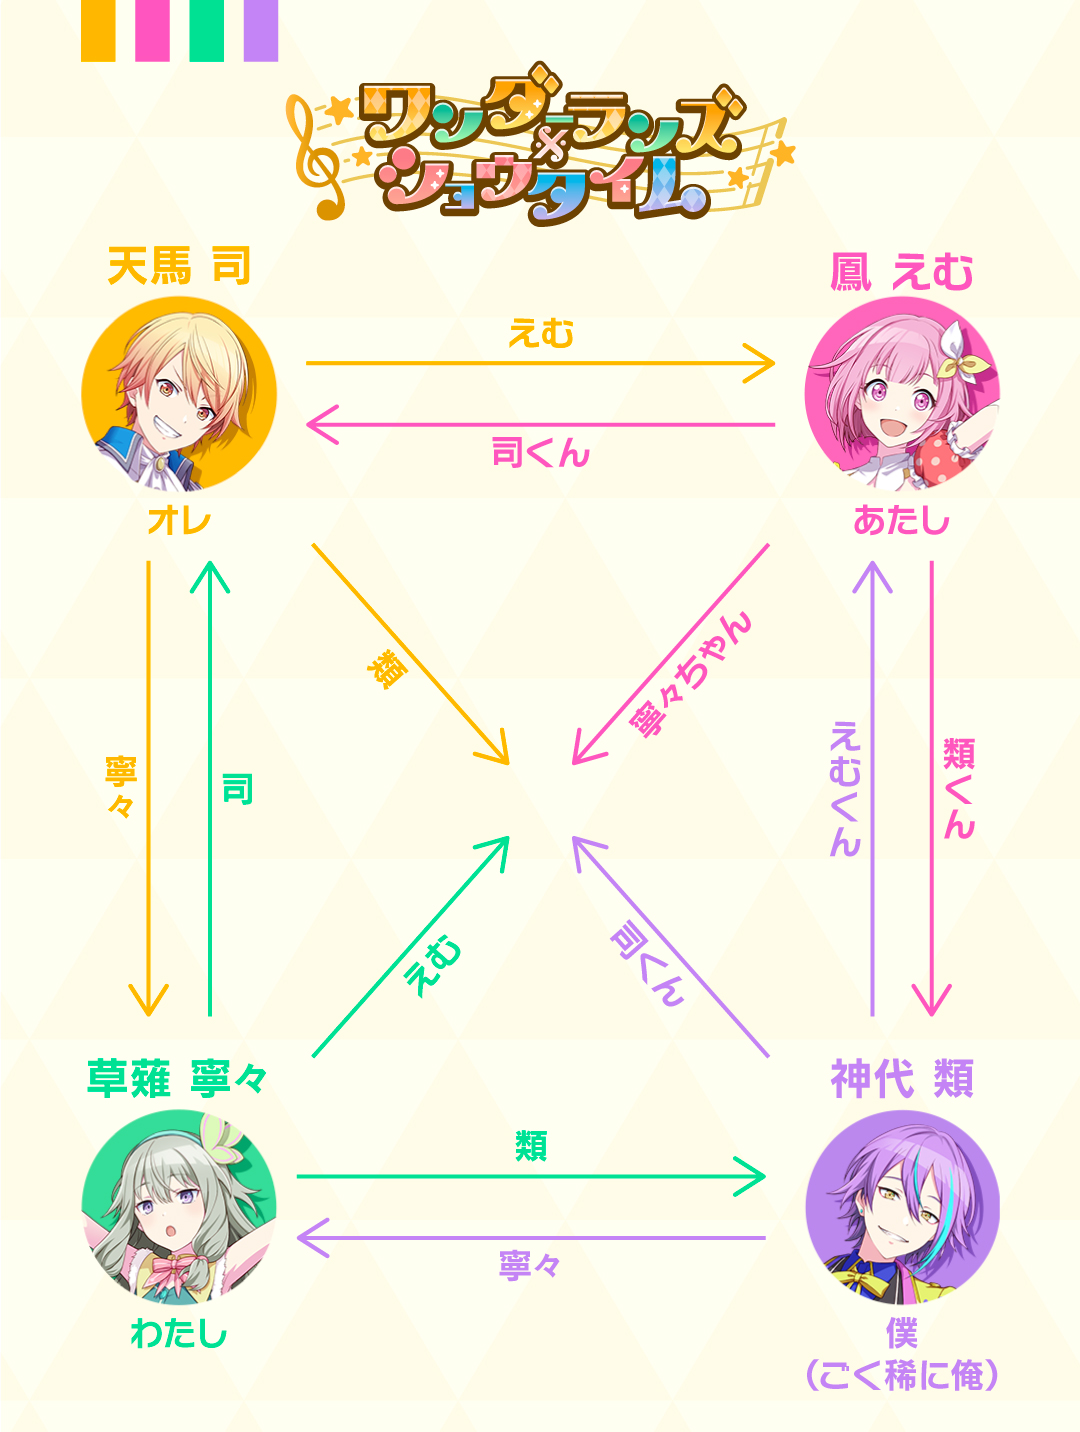 ワンダーランズ
×
ショウタイム
天馬 司
鳳 えむ
えむ
司くん
オレ
あたし
類
寧々ちゃん
寧々
司
えむくん
類くん
えむ
司くん
草薙 寧々
神代 類
類
寧々
わたし
僕
（ごく稀に俺）